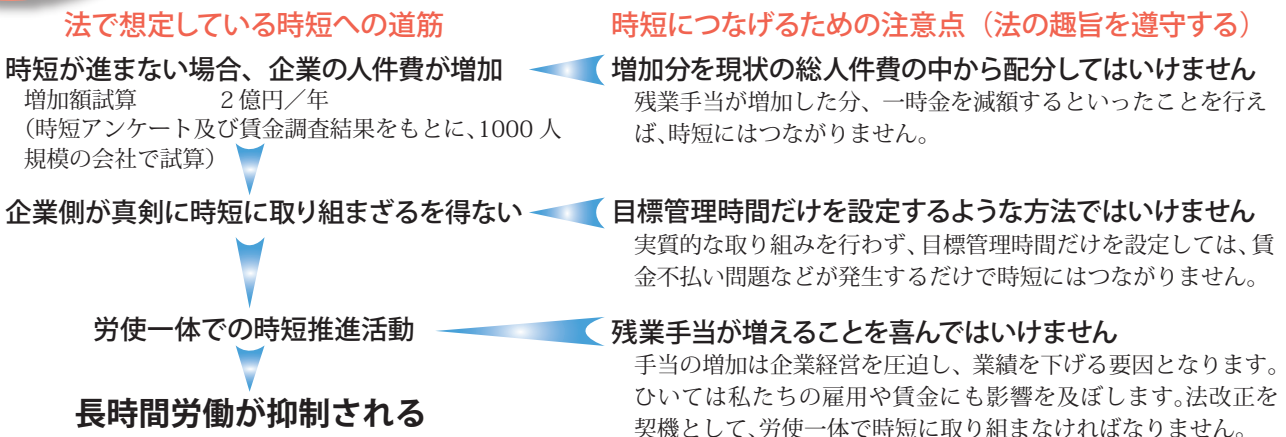 法で想定している時短への道筋
時短が進まない場合、企業の人件費が増加
増加額試算　　　２億円／年
（時短アンケート及び賃金調査結果をもとに、1000 人
規模の会社で試算）
企業側が真剣に時短に取り組まざるを得ない
労使一体での時短推進活動
長時間労働が抑制される
時短につなげるための注意点（法の趣旨を遵守する）
増加分を現状の総人件費の中から配分してはいけません
残業手当が増加した分、一時金を減額するといったことを行え
ば、時短にはつながりません。
目標管理時間だけを設定するような方法ではいけません
実質的な取り組みを行わず、目標管理時間だけを設定しては、賃
金不払い問題などが発生するだけで時短にはつながりません。
残業手当が増えることを喜んではいけません
手当の増加は企業経営を圧迫し、業績を下げる要因となります。
ひいては私たちの雇用や賃金にも影響を及ぼします。法改正を
契機として、労使一体で時短に取り組まなければなりません。